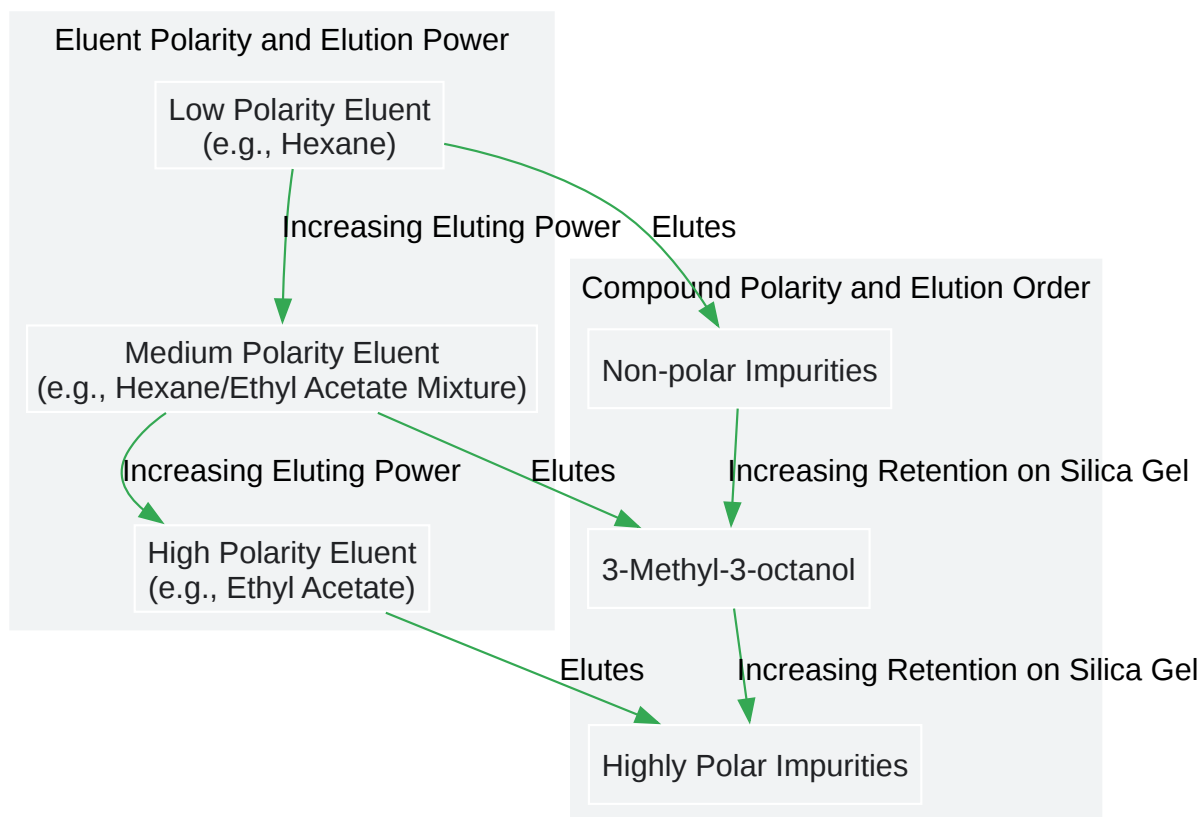 Eluent Polarity and Elution Power
Low Polarity Eluent
(e.g., Hexane)
Increasing Eluting Power
Elutes
Compound Polarity and Elution Order
Medium Polarity Eluent
(e.g., Hexane/Ethyl Acetate Mixture)
Non-polar Impurities
Increasing Eluting Power
Elutes
Increasing Retention on Silica Gel
High Polarity Eluent
(e.g., Ethyl Acetate)
3-Methyl-3-octanol
Elutes
Increasing Retention on Silica Gel
Highly Polar Impurities